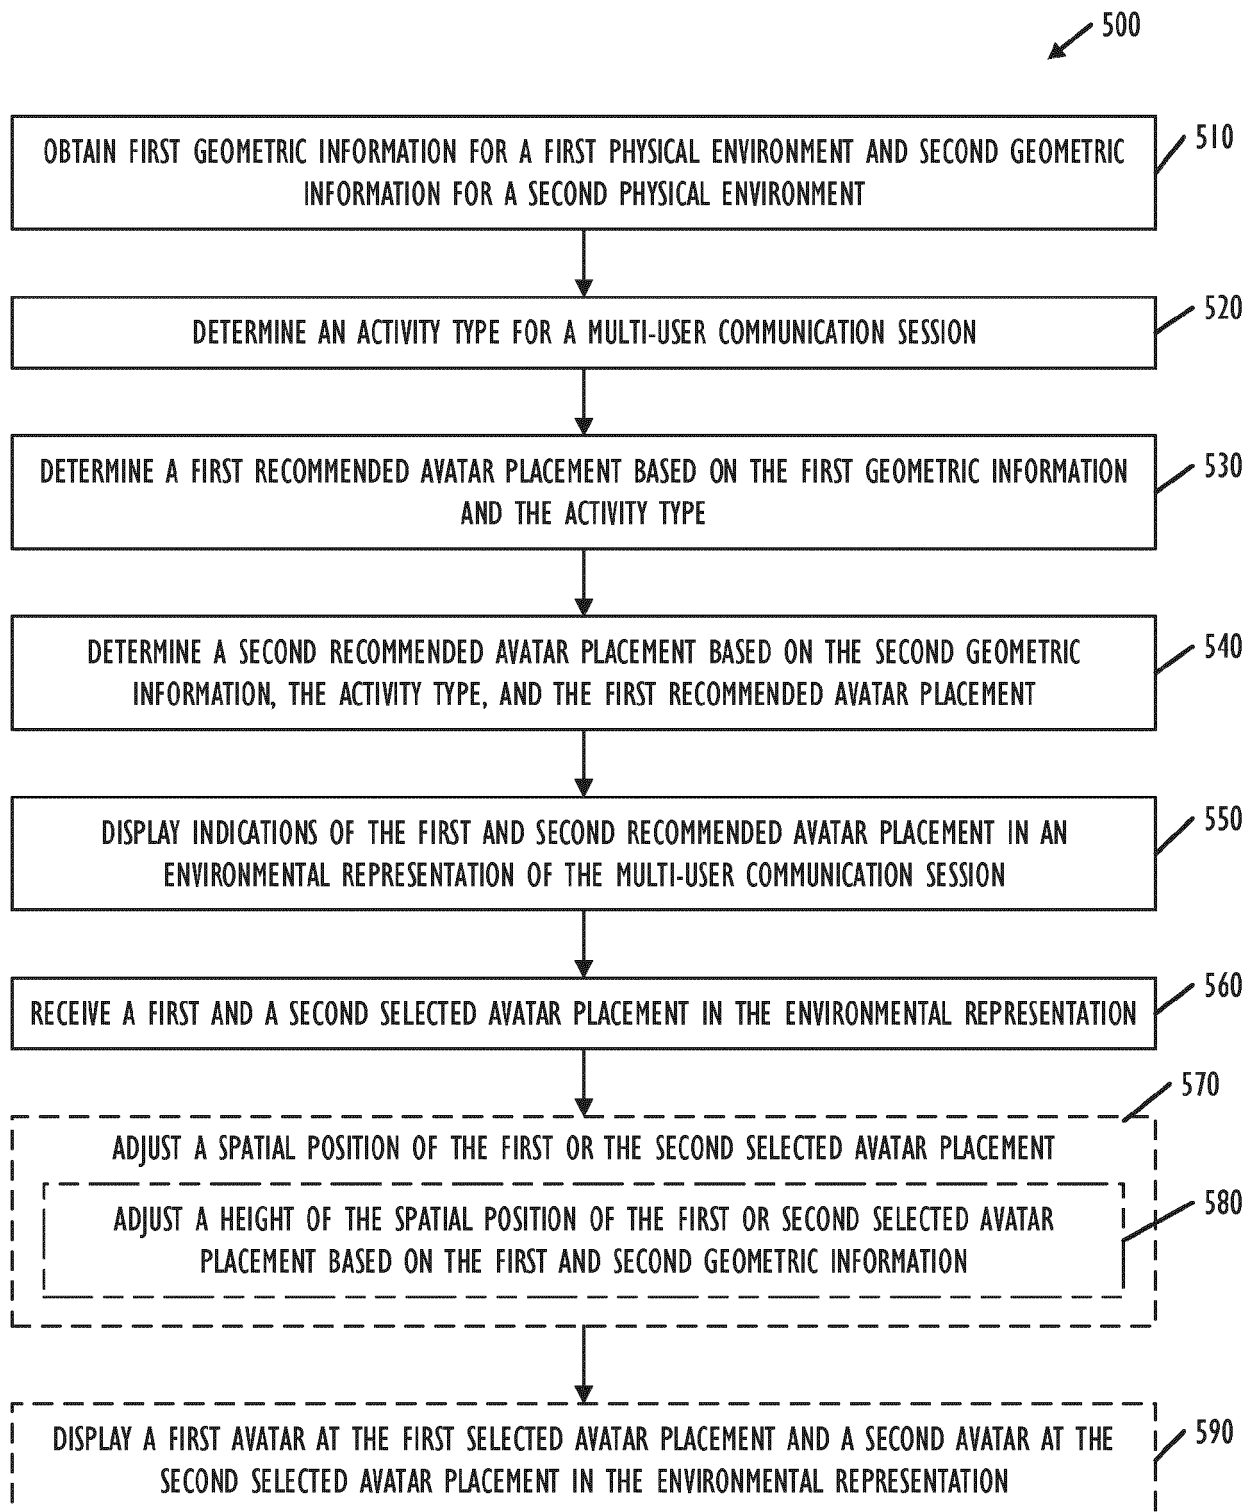 500
OBTAIN FIRST GEOMETRIC INFORMATION FOR A FIRST PHYSICAL ENVIRONMENT AND SECOND GEOMETRIC
INFORMATION FOR A SECOND PHYSICAL ENVIRONMENT
510
DETERMINE AN ACTIVITY TYPE FOR A MULTI-USER COMMUNICATION SESSION
520
DETERMINE A FIRST RECOMMENDED AVATAR PLACEMENT BASED ON THE FIRST GEOMETRIC INFORMATION
AND THE ACTIVITY TYPE
530
DETERMINE A SECOND RECOMMENDED AVATAR PLACEMENT BASED ON THE SECOND GEOMETRIC
INFORMATION, THE ACTIVITY TYPE, AND THE FIRST RECOMMENDED AVATAR PLACEMENT
540
DISPLAY INDICATIONS OF THE FIRST AND SECOND RECOMMENDED AVATAR PLACEMENT IN AN
ENVIRONMENTAL REPRESENTATION OF THE MULTI-USER COMMUNICATION SESSION
550
RECEIVE A FIRST AND A SECOND SELECTED AVATAR PLACEMENT IN THE ENVIRONMENTAL REPRESENTATION
560
570
ADJUST A SPATIAL POSITION OF THE FIRST OR THE SECOND SELECTED AVATAR PLACEMENT
ADJUST A HEIGHT OF THE SPATIAL POSITION OF THE FIRST OR SECOND SELECTED AVATAR
PLACEMENT BASED ON THE FIRST AND SECOND GEOMETRIC INFORMATION
580
DISPLAY A FIRST AVATAR AT THE FIRST SELECTED AVATAR PLACEMENT AND A SECOND AVATAR AT THE
SECOND SELECTED AVATAR PLACEMENT IN THE ENVIRONMENTAL REPRESENTATION
590